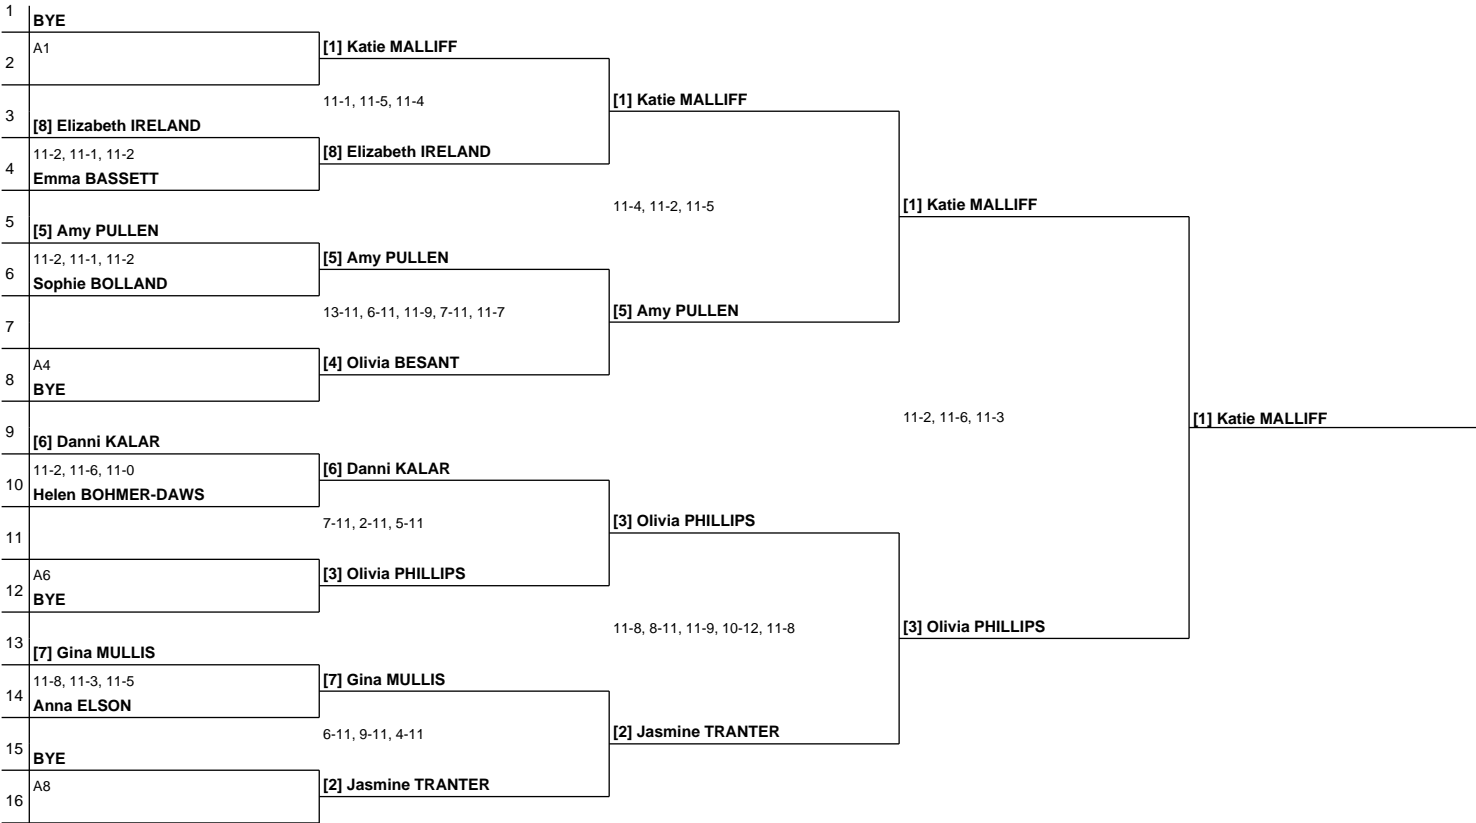 1
BYE
A1
2
[1] Katie MALLIFF
11-1, 11-5, 11-4
3
[8] Elizabeth IRELAND
11-2, 11-1, 11-2
4
Emma BASSETT
[8] Elizabeth IRELAND
[1] Katie MALLIFF
11-4, 11-2, 11-5
5
[5] Amy PULLEN
11-2, 11-1, 11-2
6
Sophie BOLLAND
[5] Amy PULLEN
13-11, 6-11, 11-9, 7-11, 11-7
7
A4
8
BYE
[4] Olivia BESANT
[5] Amy PULLEN
[1] Katie MALLIFF
11-2, 11-6, 11-3
[1] Katie MALLIFF
9
[6] Danni KALAR
11-2, 11-6, 11-0
10
Helen BOHMER-DAWS
[6] Danni KALAR
7-11, 2-11, 5-11
11
A6
12
BYE
[3] Olivia PHILLIPS
[3] Olivia PHILLIPS
11-8, 8-11, 11-9, 10-12, 11-8
[3] Olivia PHILLIPS
13
[7] Gina MULLIS
11-8, 11-3, 11-5
14
Anna ELSON
[7] Gina MULLIS
6-11, 9-11, 4-11
15
BYE
A8
16
[2] Jasmine TRANTER
[2] Jasmine TRANTER